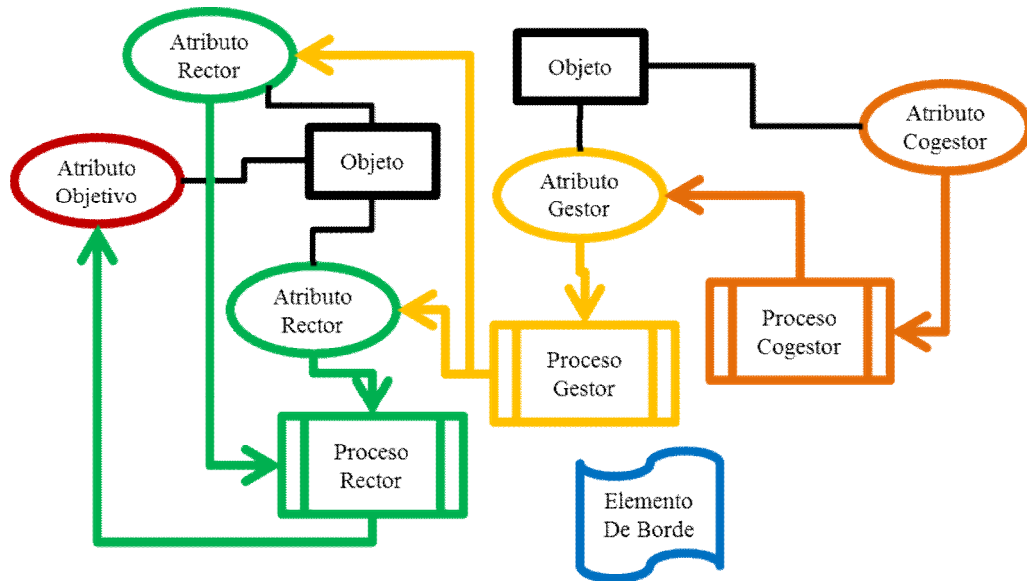 Atributo
Rector
Objeto
Atributo
Cogestor
Atributo
Objetivo
Objeto
Atributo
Gestor
Atributo
Rector
Proceso
Gestor
Proceso
Cogestor
Proceso
Rector
Elemento
De Borde